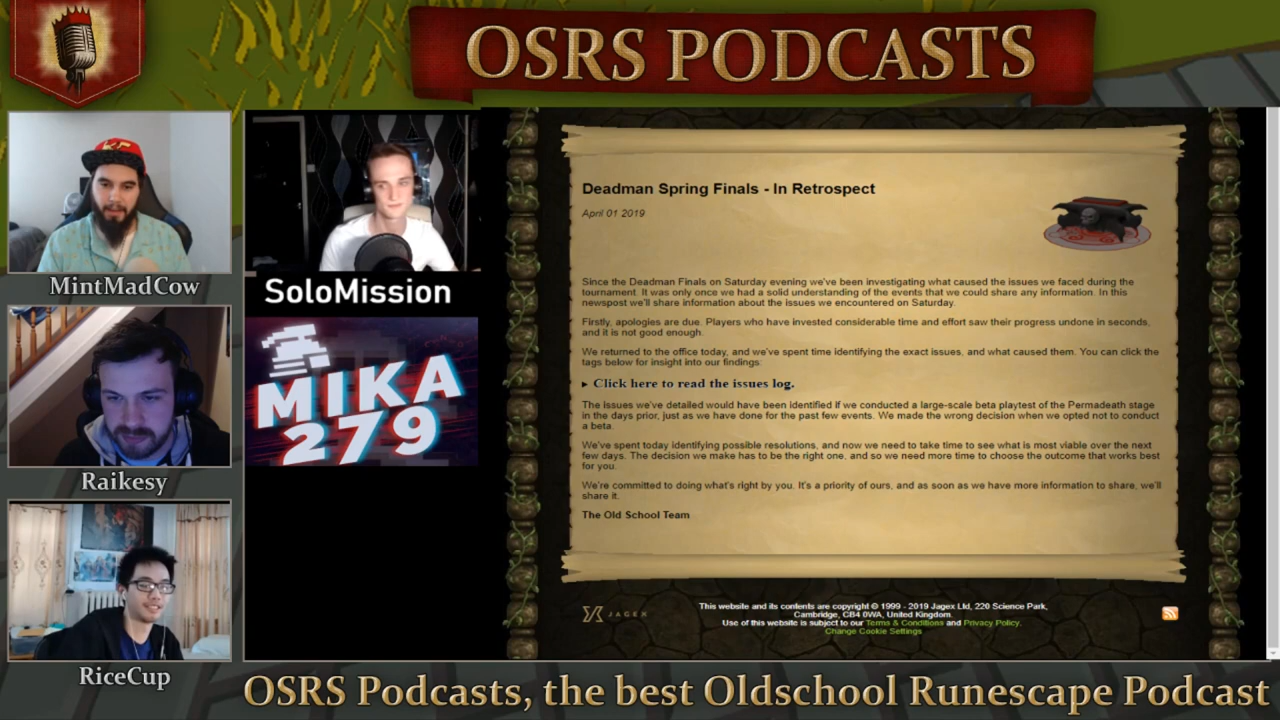 OSRS PODCASTS
MintMadCow
SoloMission
Raikesy
MIKA
279
RiceCup
Deadman Spring Finals - In Retrospect
April 01 2019
Since the Deadman Finals on Saturday evening we've been investigating what caused the issues we faced during the
tournament. It was only once we had a solid understanding of the events that we could share any information. In this
newspost we'll share information about the issues we encountered on Saturday.
Firstly, apologies are due. Players who have invested considerable time and effort saw their progress undone in seconds,
and it is not good enough.
We returned to the office today, and we've spent time identifying the exact issues, and what caused them. You can click the
tags below for insight into our findings:
▸ Click here to read the issues log.
The issues we've detailed would have been identified if we conducted a large-scale beta playtest of the Permadeath stage
in the days prior, just as we have done for the past few events. We made the wrong decision when we opted not to conduct
a beta.
We've spent today identifying possible resolutions, and now we need to take time to see what is most viable over the next
few days. The decision we make has to be the right one, and so we need more time to choose the outcome that works best
for you.
We're committed to doing what's right by you. It's a priority of ours, and as soon as we have more information to share, we'll
share it.
The Old School Team
JAGEX
This website and its contents are copyright © 1999 - 2019 Jagex Ltd, 220 Science Park,
Cambridge, CB4 0WA, United Kingdom.
Use of this website is subject to our Terms & Conditions and Privacy Policy.
Change Cookie Settings
OSRS Podcasts, the best Oldschool Runescape Podcast